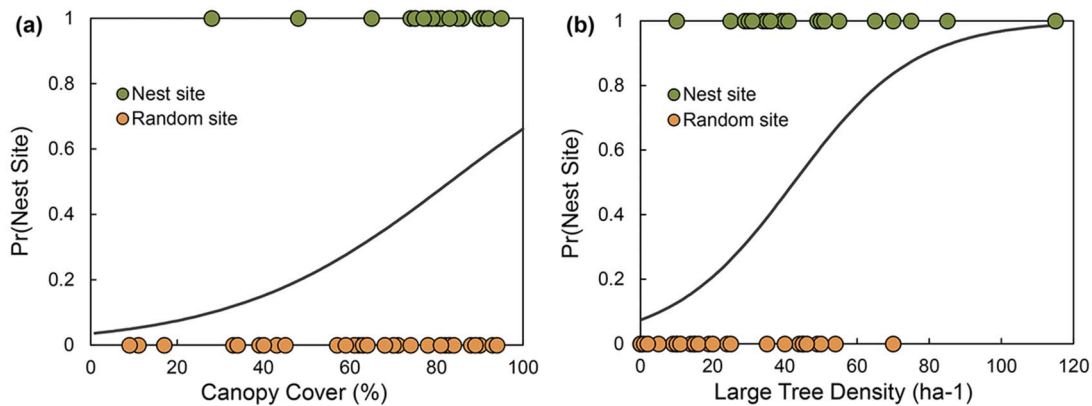 (a)
1
0.8
0.6
0.4
0.2
0
Pr(Nest Site)
Nest site
Random site
0 20 40 60 80 100
Canopy Cover (%)
(b)
1
0.8
0.6
0.4
0.2
0
Pr(Nest Site)
Nest site
Random site
0 20 40 60 80 100 120
Large Tree Density (ha-1)